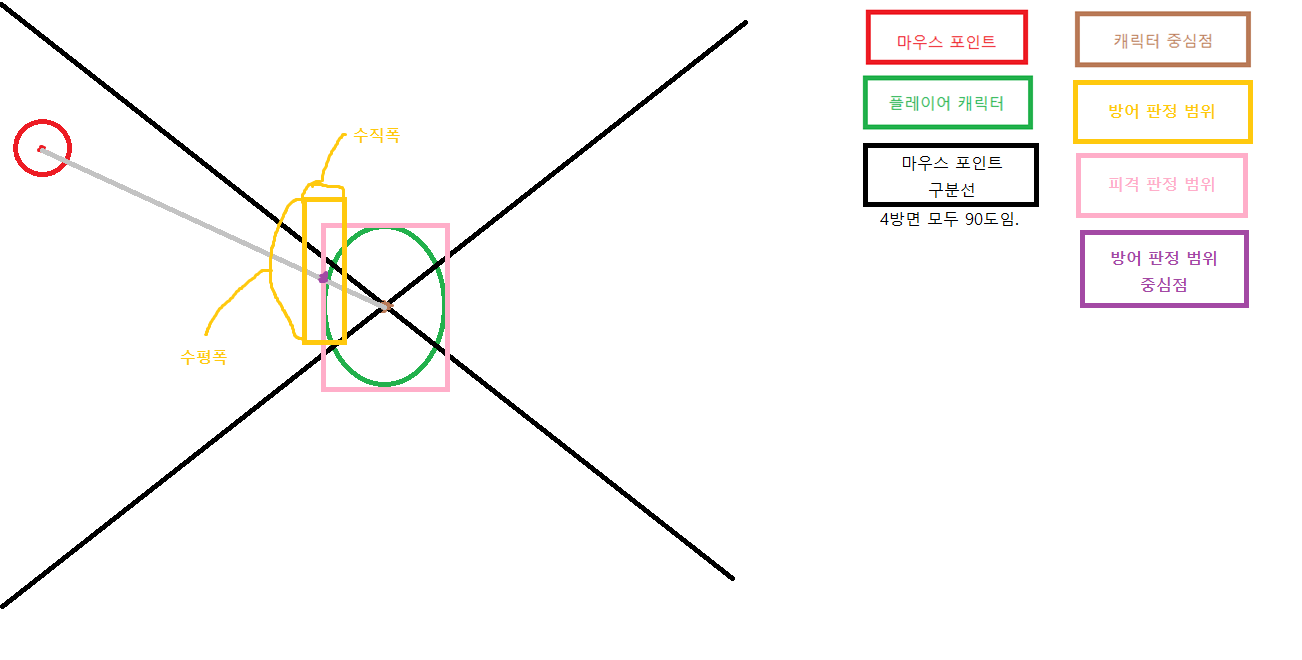 마우스 포인트
캐릭터 중심점
플레이어 캐릭터
방어 판정 범위
마우스 포인트
구분선
4방면 모두 90도임.
피격 판정 범위
방어 판정 범위
중심점
수직폭
수평폭